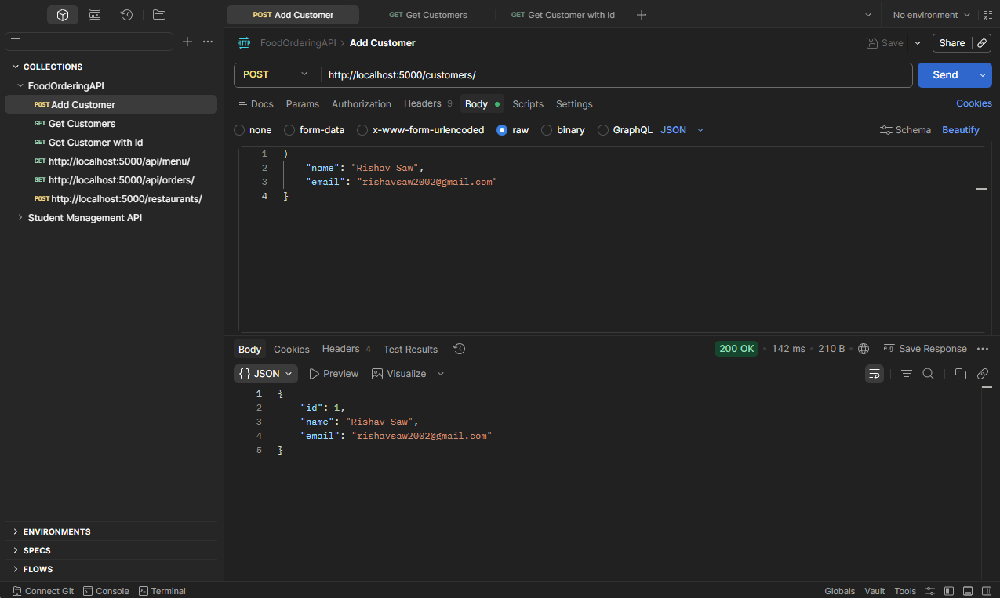 POST Add Customer
GET Get Customers
GET Get Customer with Id
No environment
COLLECTIONS
FoodOrderingAPI
POST Add Customer
GET Get Customers
GET Get Customer with Id
GET http://localhost:5000/api/menu/
GET http://localhost:5000/api/orders/
POST http://localhost:5000/restaurants/
Student Management API
ENVIRONMENTS
SPECS
FLOWS
HTTP FoodOrderingAPI > Add Customer
Save
Share
POST http://localhost:5000/customers/
Send
Docs Params Authorization Headers 9 Body Scripts Settings
Cookies
none form-data x-www-form-urlencoded raw binary GraphQL JSON
Schema Beautify
1 {
2 "name": "Rishav Saw",
3 "email": "rishavsaw2002@gmail.com"
4 }
Body Cookies Headers 4 Test Results
200 OK • 142 ms • 210 B •
e.g. Save Response
{} JSON Preview Visualize
1 {
2 "id": 1,
3 "name": "Rishav Saw",
4 "email": "rishavsaw2002@gmail.com"
5 }
Connect Git Console Terminal
Globals Vault Tools